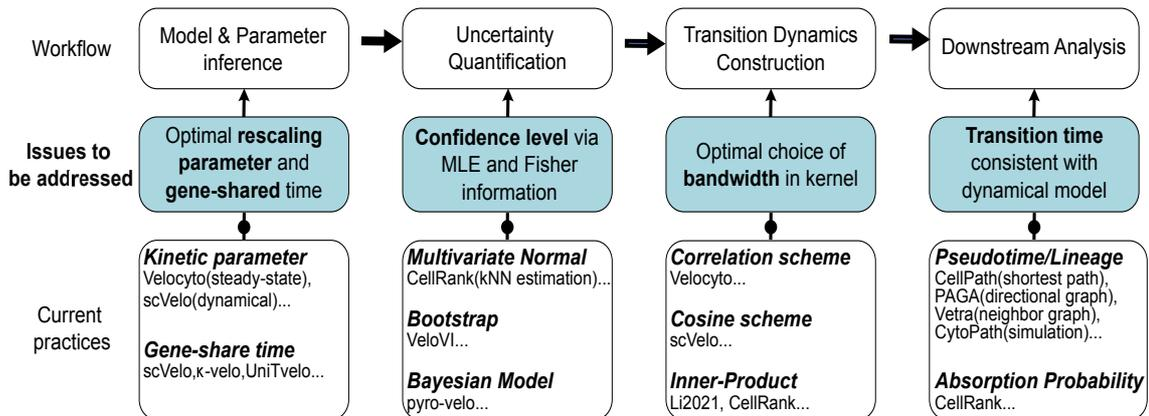 Workflow
Model & Parameter
inference
Uncertainty
Quantification
Transition Dynamics
Construction
Downstream Analysis
Issues to
be addressed
Optimal rescaling
parameter and
gene-shared time
Confidence level via
MLE and Fisher
information
Optimal choice of
bandwidth in kernel
Transition time
consistent with
dynamical model
Current
practices
Kinetic parameter
Velocyto(steady-state),
scVelo(dynamical)...
Gene-share time
scVelo,κ-velo,UniTvelo...
Multivariate Normal
CellRank(kNN estimation)...
Bootstrap
VeloVI...
Bayesian Model
pyro-velo...
Correlation scheme
Velocyto...
Cosine scheme
scVelo...
Inner-Product
Li2021, CellRank...
Pseudotime/Lineage
CellPath(shortest path),
PAGA(directional graph),
Vetra(neighbor graph),
CytoPath(simulation)...
Absorption Probability
CellRank...